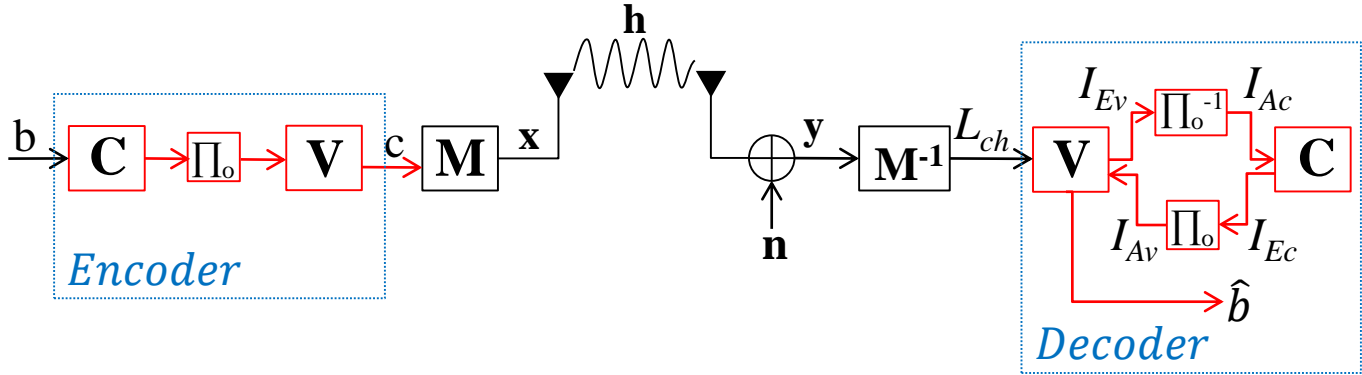 h
b
C
∏o
V
c
M
x
Encoder
n
y
M-1
Lch
V
IEv
∏o-1
IAc
C
IAv
∏o
IEc
b̂
Decoder